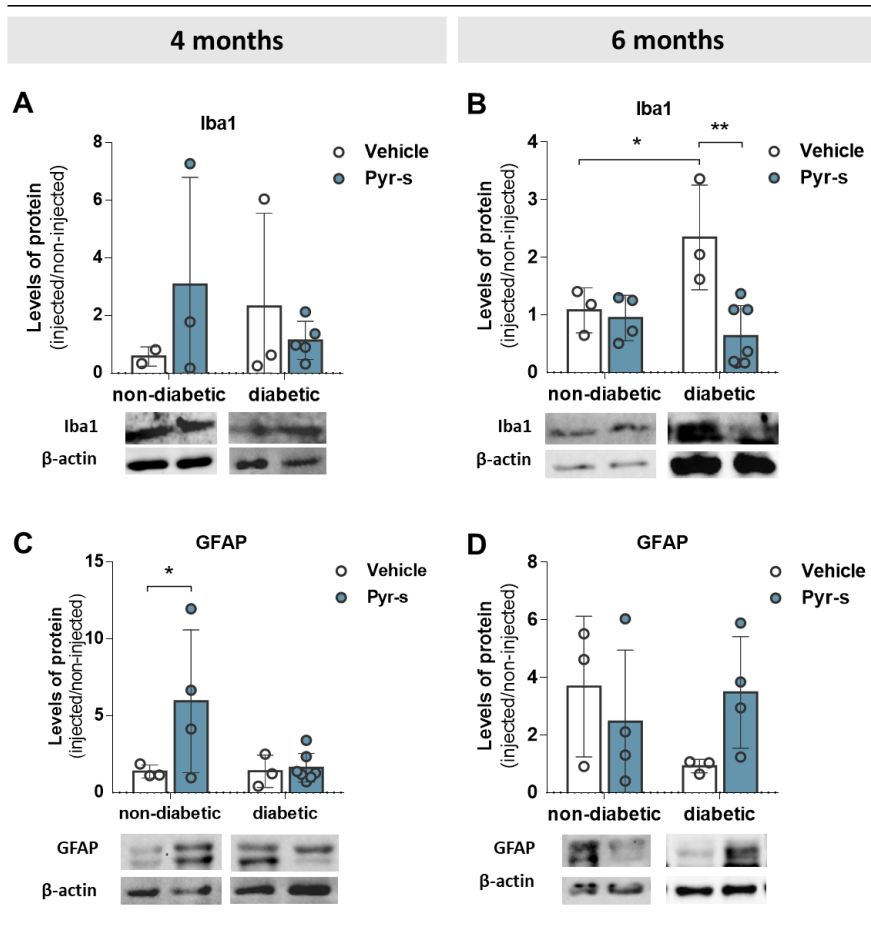 4 months
6 months
A
Iba1
8
6
4
2
0
Levels of protein
(injected/non-injected)
Vehicle
Pyr-s
non-diabetic
diabetic
Iba1
β-actin
B
Iba1
*
**
4
3
2
1
0
Levels of protein
(injected/non-injected)
Vehicle
Pyr-s
non-diabetic
diabetic
Iba1
β-actin
C
GFAP
*
15
10
5
0
Levels of protein
(injected/non-injected)
Vehicle
Pyr-s
non-diabetic
diabetic
GFAP
β-actin
D
GFAP
8
6
4
2
0
Levels of protein
(injected/non-injected)
Vehicle
Pyr-s
non-diabetic
diabetic
GFAP
β-actin